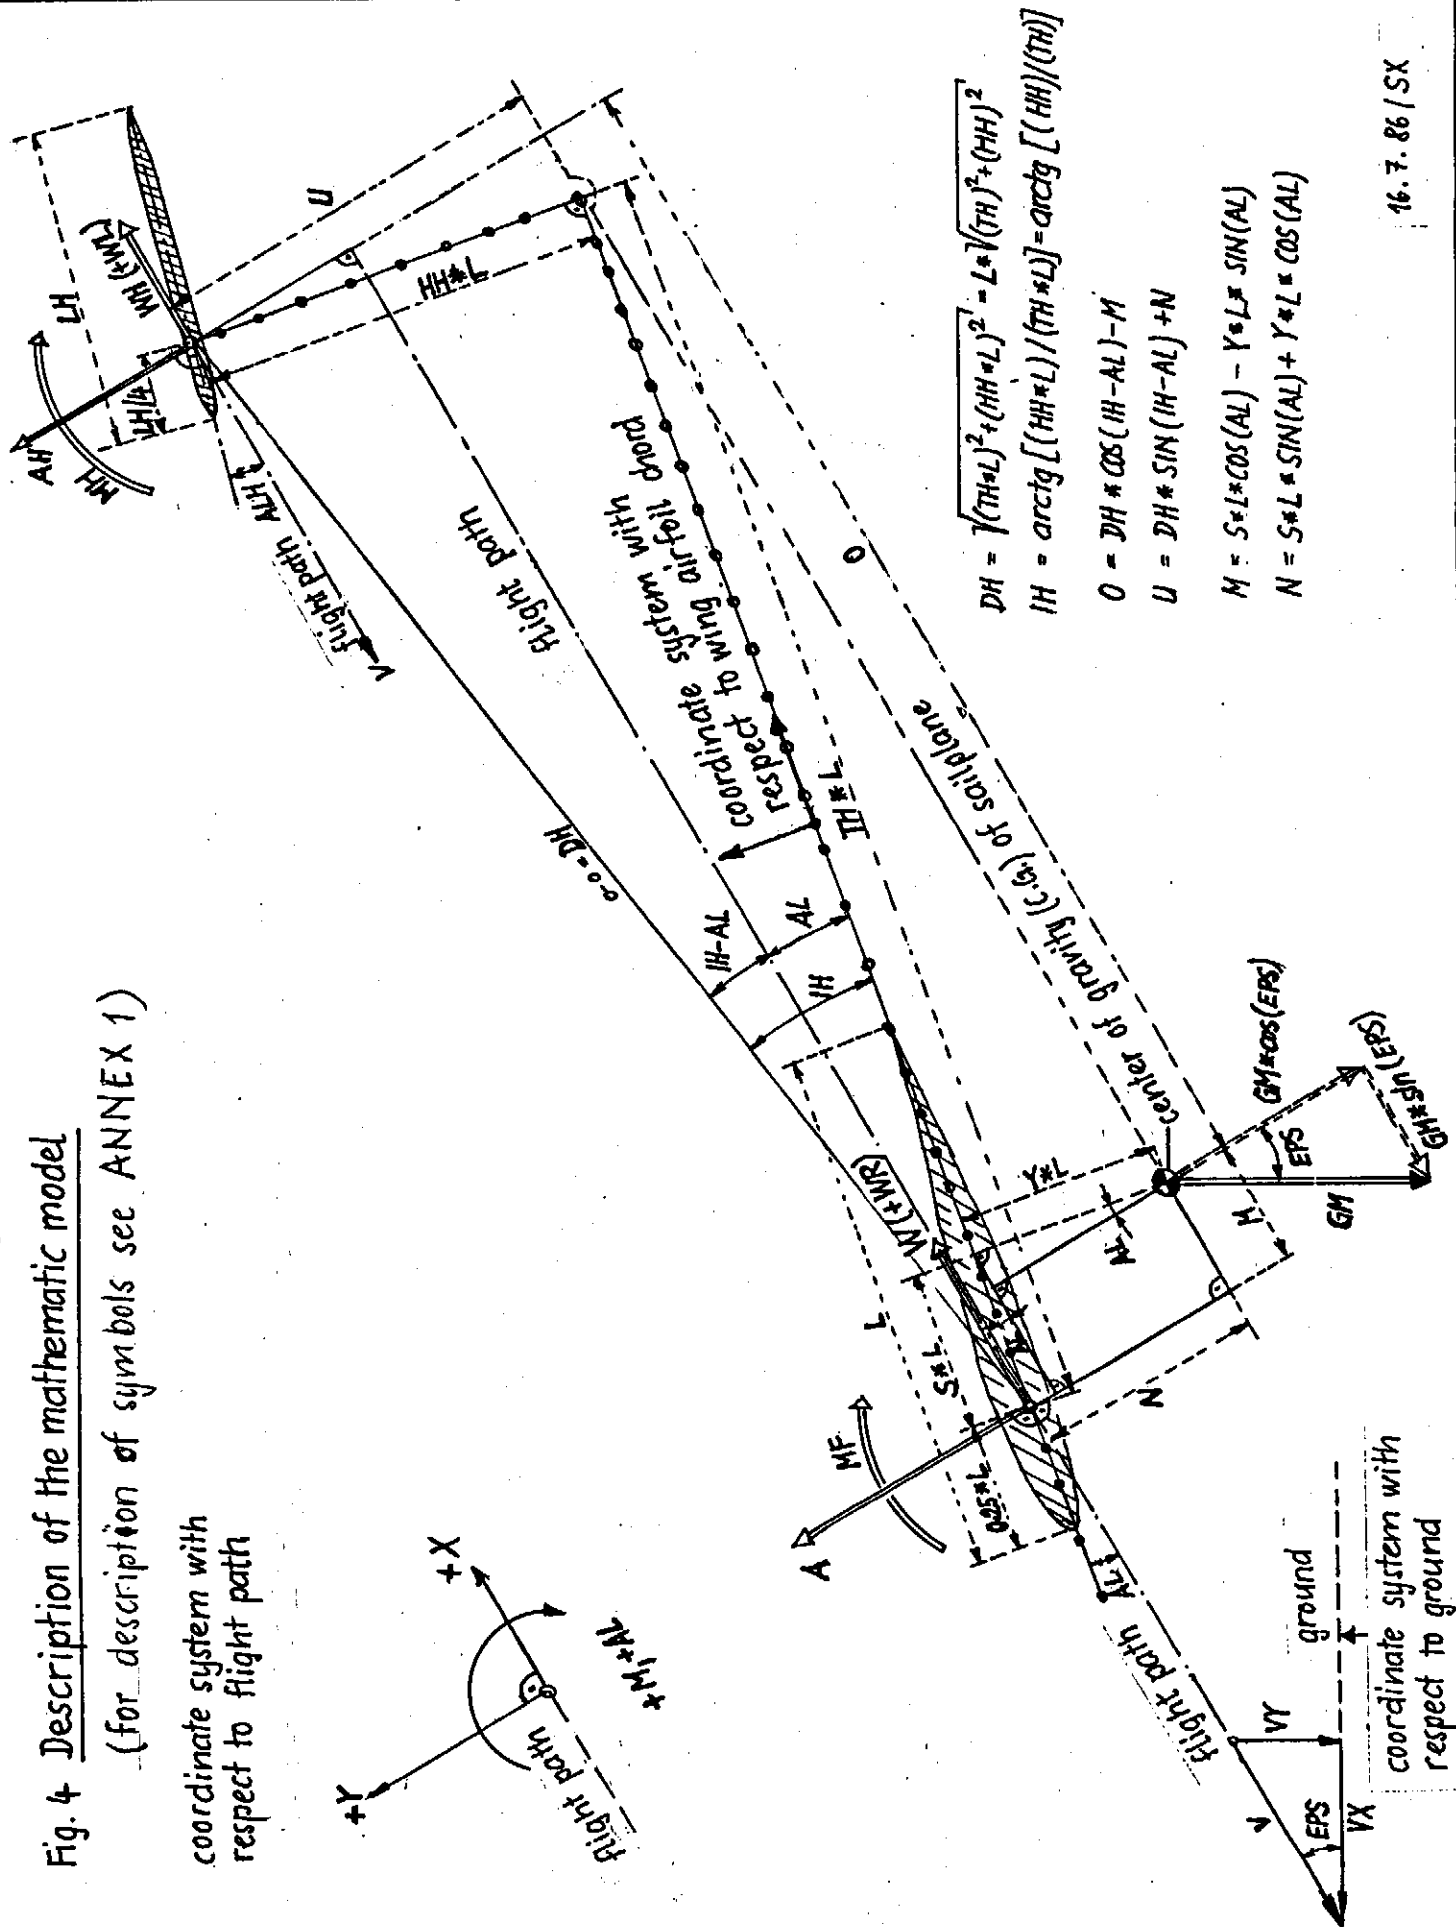 Fig. 4 Description of the mathematic model
(for description of symbols see ANNEX 1)
coordinate system with
respect to flight path
+Y
+X
+M,+AL
flight path
AH
MH
LH
LH/4
WH (+WL)
ALH
flight path
V
U
HH*L
flight path
0-0=DH
coordinate system with
respect to wing airfoil chord
TH*L
O
IH-AL
AL
IH
L
S*L
0.25*L
W(+WR)
AL
Y*L
AL
MF
A
N
M
center of gravity (C.G.) of sailplane
GM
EPS
GM*cos(EPS)
GM*sin(EPS)
AL
flight path
V
VY
EPS
VX
ground
coordinate system with
respect to ground
DH = √(TH*L)²+(HH*L)² = L*√(TH)²+(HH)²
IH = arctg[(HH*L)/(TH*L)]=arctg[(HH)/(TH)]
O = DH*COS(IH-AL)-M
U = DH*SIN(IH-AL)+N
M = S*L*COS(AL) - Y*L*SIN(AL)
N = S*L*SIN(AL) + Y*L*COS(AL)
16.7.86/SX